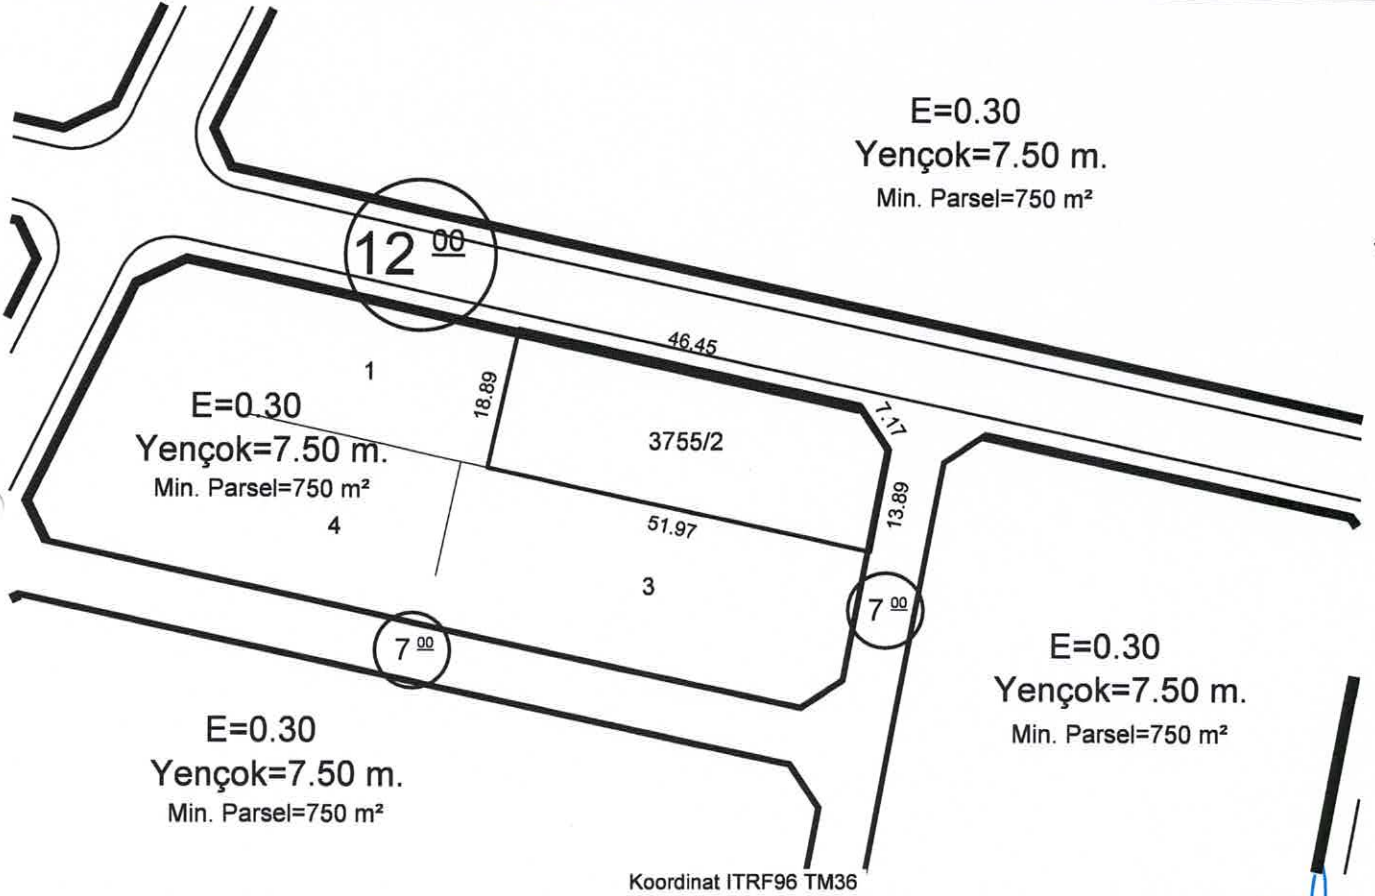 E=0.30
Yençok=7.50 m.
Min. Parsel=750 m²
12 00
46.45
1
18.89
E=0.30
Yençok=7.50 m.
Min. Parsel=750 m²
3755/2
7.17
13.89
4
51.97
3
7 00
7 00
E=0.30
Yençok=7.50 m.
Min. Parsel=750 m²
E=0.30
Yençok=7.50 m.
Min. Parsel=750 m²
Koordinat ITRF96 TM36